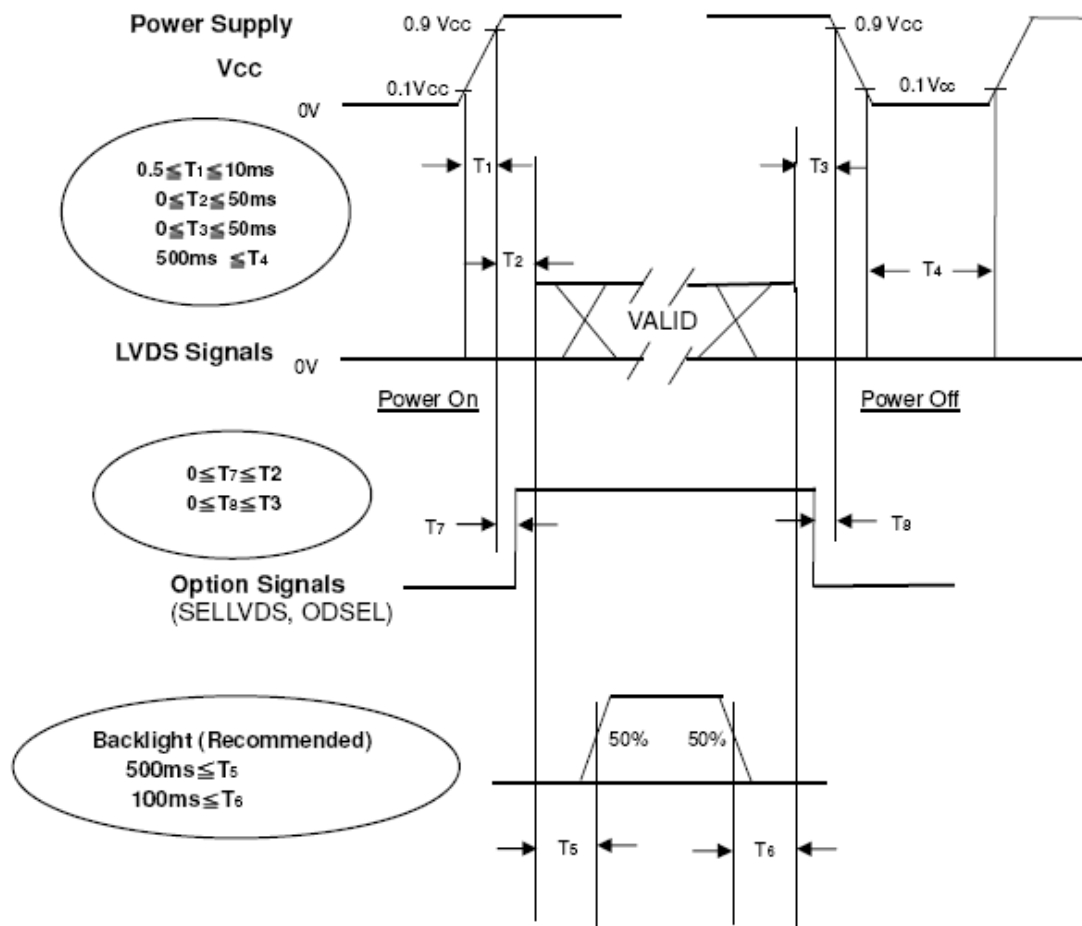 Power Supply
Vcc
0.9 Vcc
0.1Vcc
0V
0.9 Vcc
0.1 Vcc
0.5≦T1≦10ms
0≦T2≦50ms
0≦T3≦50ms
500ms ≦T4
T1
T2
T3
T4
VALID
LVDS Signals
0V
Power On
Power Off
0≦T7≦T2
0≦T8≦T3
T7
T8
Option Signals
(SELLVDS, ODSEL)
Backlight (Recommended)
500ms≦T5
100ms≦T6
50%
50%
T5
T6